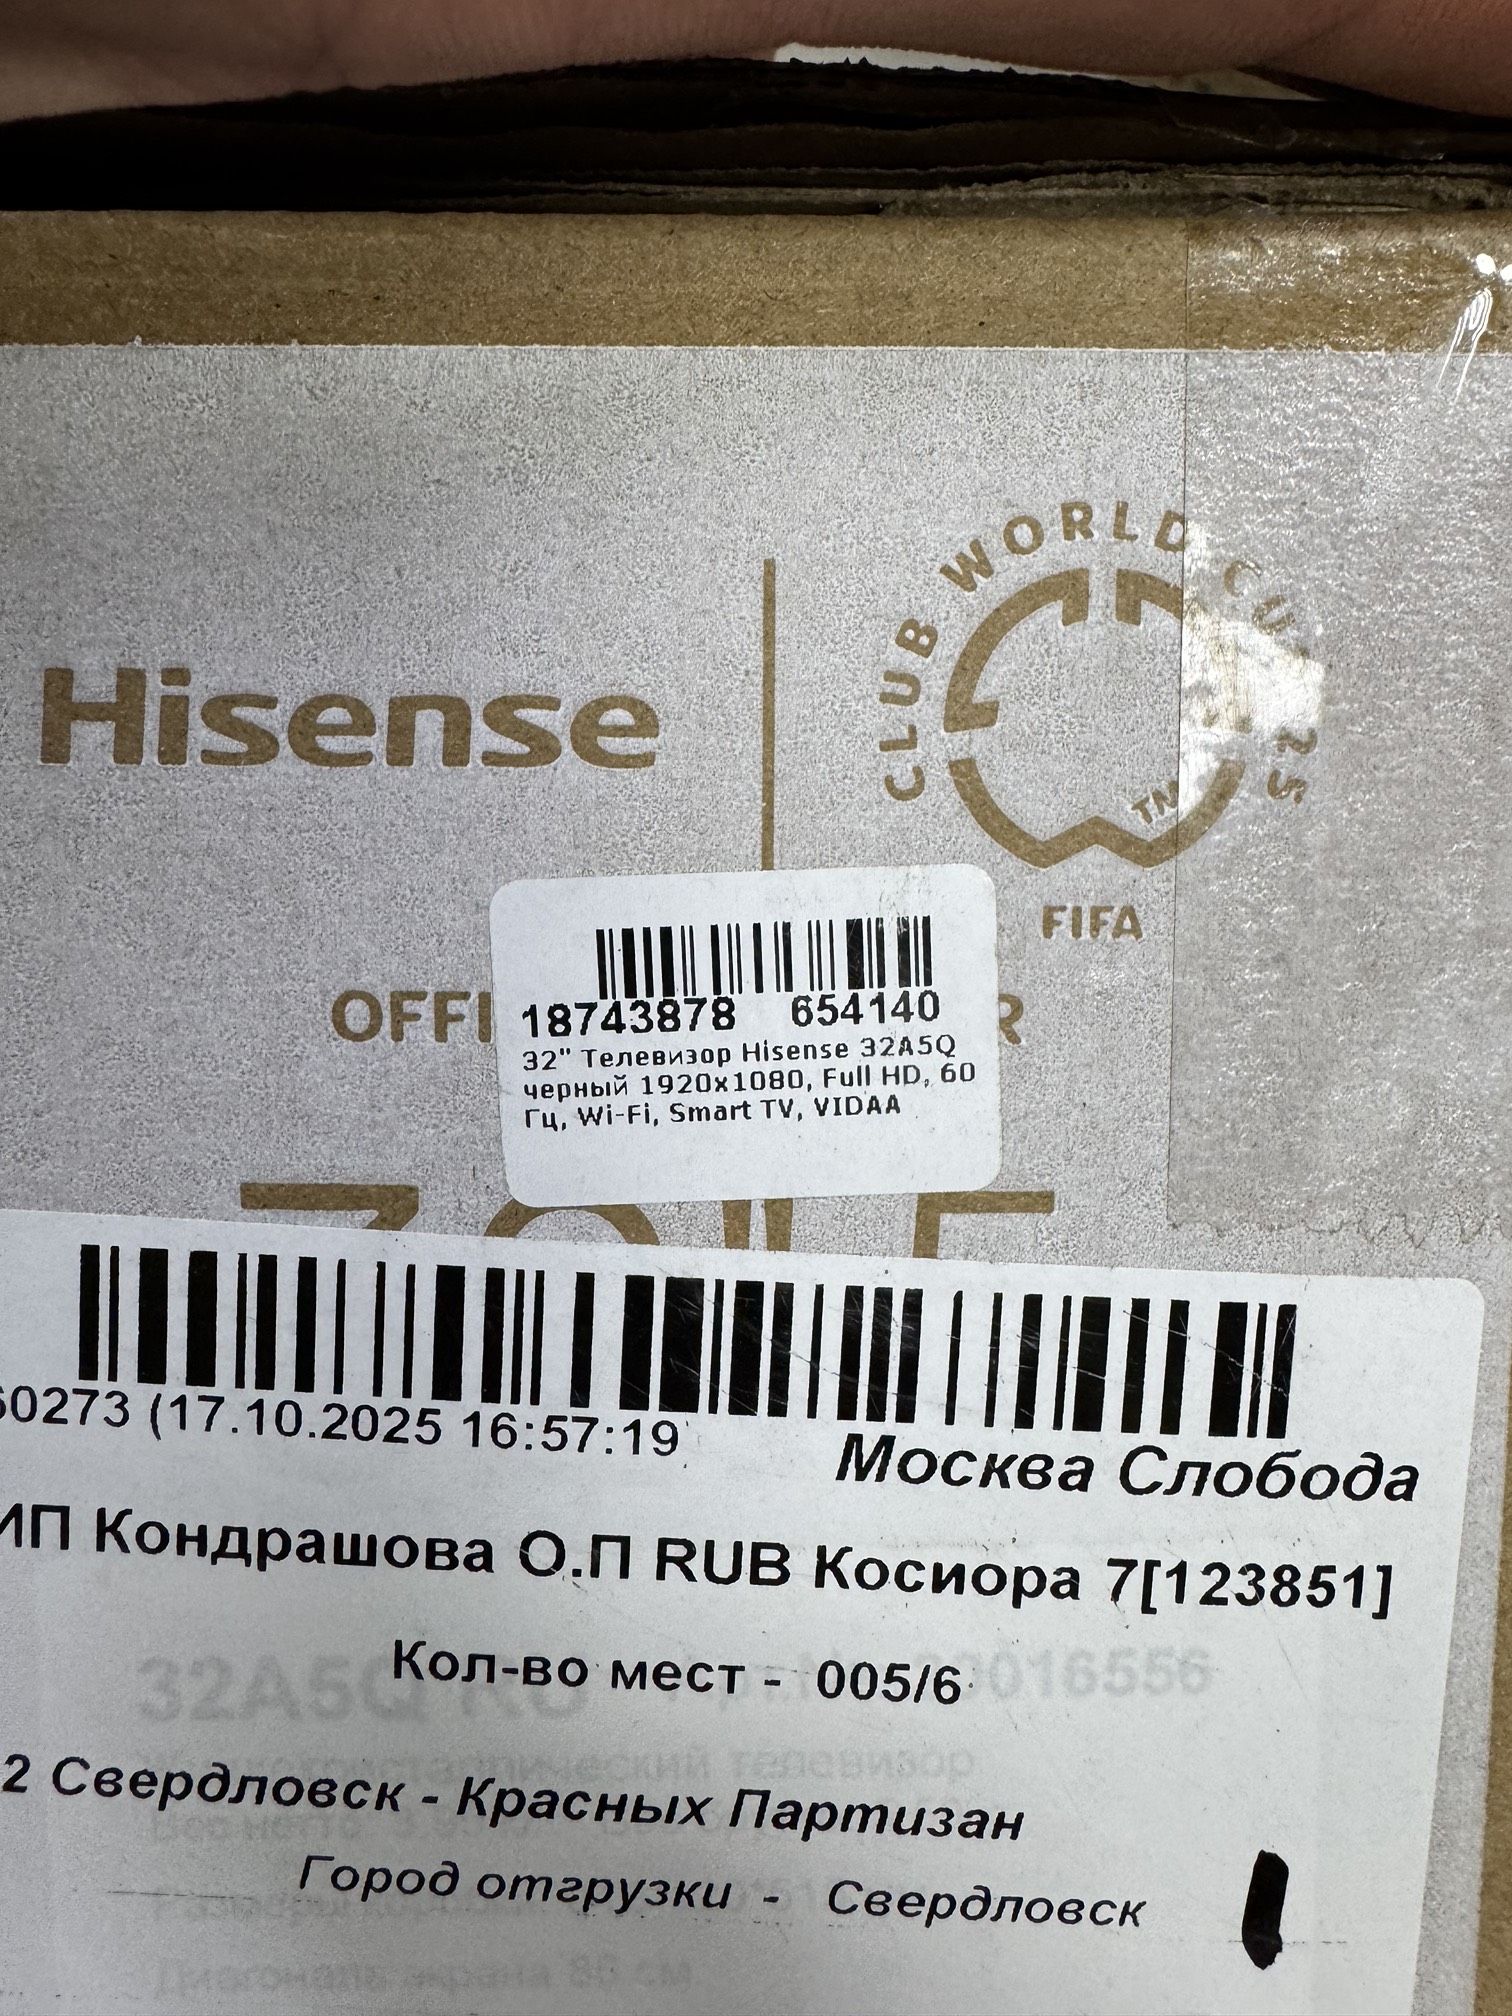 Hisense
CLUB WORLD CU
25
TM
FIFA
18743878 654140
32" Телевизор Hisense 32A5Q
черный 1920x1080, Full HD, 60
Гц, Wi-Fi, Smart TV, VIDAA
60273 (17.10.2025 16:57:19
Москва Слобода
ИП Кондрашова О.П RUB Косиора 7[123851]
Кол-во мест - 005/6
2 Свердловск - Красных Партизан
Город отгрузки - Свердловск